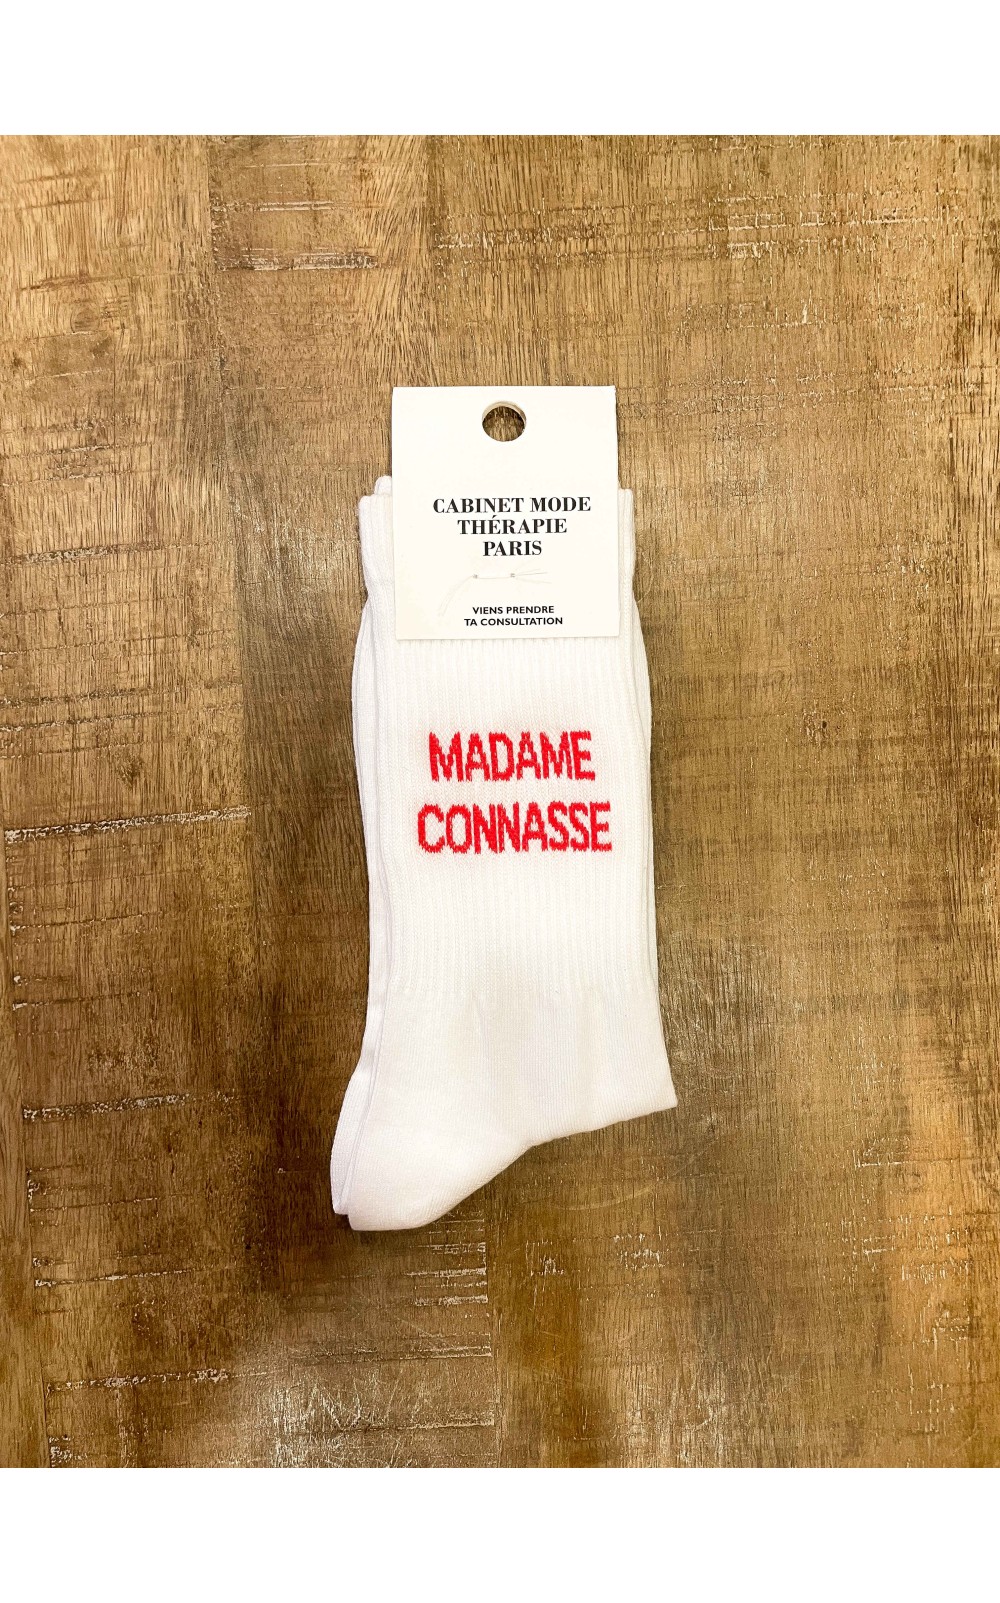 CABINET MODE
THÉRAPIE
PARIS
VIENS PRENDRE
TA CONSULTATION
MADAME
CONNASSE